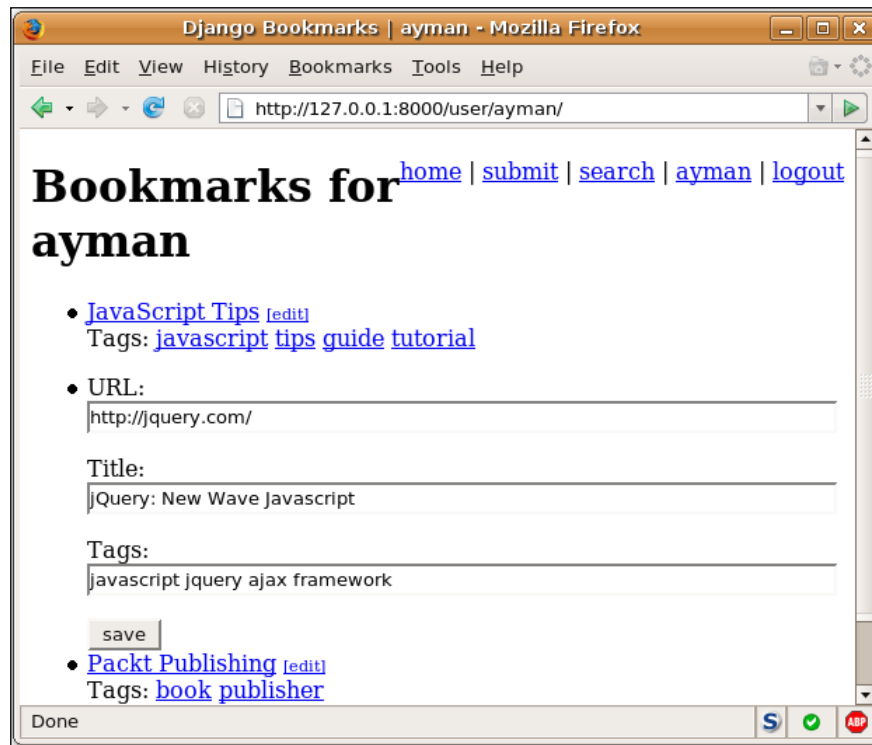 Django Bookmarks | ayman - Mozilla Firefox
File Edit View History Bookmarks Tools Help
http://127.0.0.1:8000/user/ayman/
home | submit | search | ayman | logout
Bookmarks for
ayman
JavaScript Tips [edit]
Tags: javascript tips guide tutorial
URL:
http://jquery.com/
Title:
jQuery: New Wave Javascript
Tags:
javascript jquery ajax framework
save
Packt Publishing [edit]
Tags: book publisher
Done
S
ABP